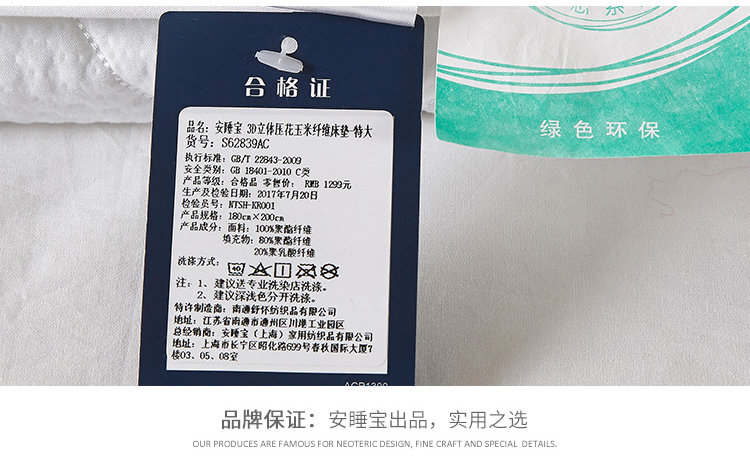 合格证
品名: 安睡宝 3D立体压花玉米纤维床垫-特大
货号: S62839AC
执行标准: GB/T 22843-2009
安全类别: GB 18401-2010 C类
产品等级: 合格品 零售价: RMB 1299元
生产及检验日期: 2017年7月20日
检验员号: NTSH-KR001
产品规格: 180cm×200cm
产品成分: 面料: 100%聚酯纤维
填充物: 80%聚酯纤维
20%聚乳酸纤维
洗涤方式:
40
注: 1、建议送专业洗染店洗涤。
2、建议深浅色分开洗涤。
特许制造商: 南通舒怀纺织品有限公司
地址: 江苏省南通市通州区川港工业园区
总经销商: 安睡宝(上海)家用纺织品有限公司
地址: 上海市长宁区昭化路699号春秋国际大厦7
楼03、05、08室
绿色环保
品牌保证: 安睡宝出品, 实用之选
OUR PRODUCES ARE FAMOUS FOR NEOTERIC DESIGN, FINE CRAFT AND SPECIAL DETAILS.